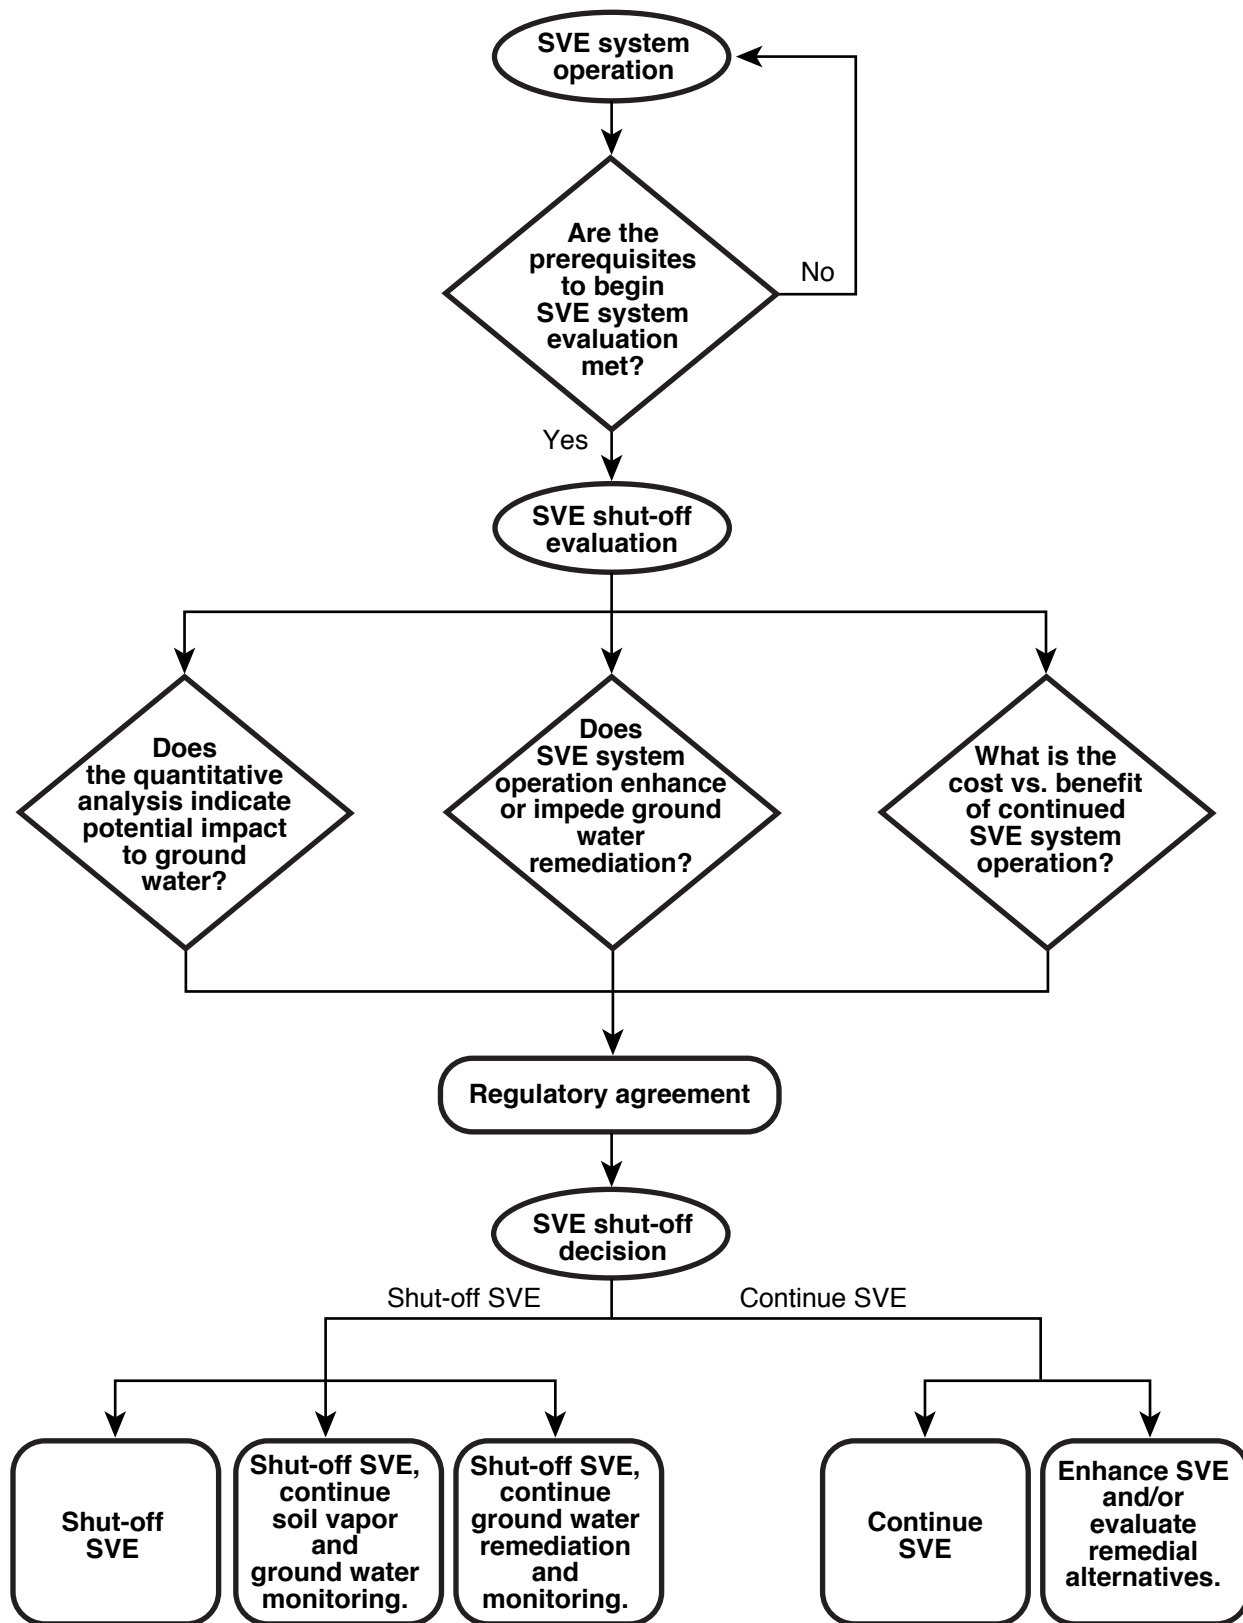 SVE system
operation
Are the
prerequisites
to begin
SVE system
evaluation
met?
No
Yes
SVE shut-off
evaluation
Does
the quantitative
analysis indicate
potential impact
to ground
water?
Does
SVE system
operation enhance
or impede ground
water
remediation?
What is the
cost vs. benefit
of continued
SVE system
operation?
Regulatory agreement
SVE shut-off
decision
Shut-off SVE
Continue SVE
Shut-off
SVE
Shut-off SVE,
continue
soil vapor
and
ground water
monitoring.
Shut-off SVE,
continue
ground water
remediation
and
monitoring.
Continue
SVE
Enhance SVE
and/or
evaluate
remedial
alternatives.